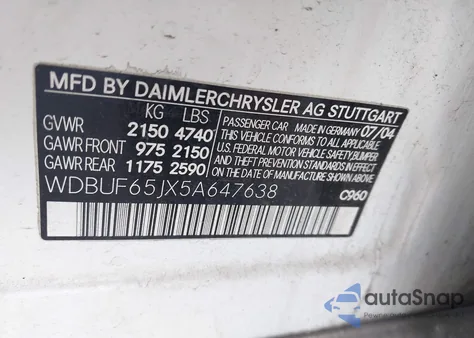 MFD BY DAIMLERCHRYSLER AG STUTTGART
KG LBS
GVWR 2150 4740
GAWR FRONT 975 2150
GAWR REAR 1175 2590
PASSENGER CAR MADE IN GERMANY 07/04
THIS VEHICLE CONFORMS TO ALL APPLICABLE
U.S. FEDERAL MOTOR VEHICLE SAFETY, BUMPER
AND THEFT PREVENTION STANDARDS IN EFFECT
ON THE DATE OF MANUFACTURE SHOWN ABOVE
WDBUF65JX5A647638
C960
autoSnap